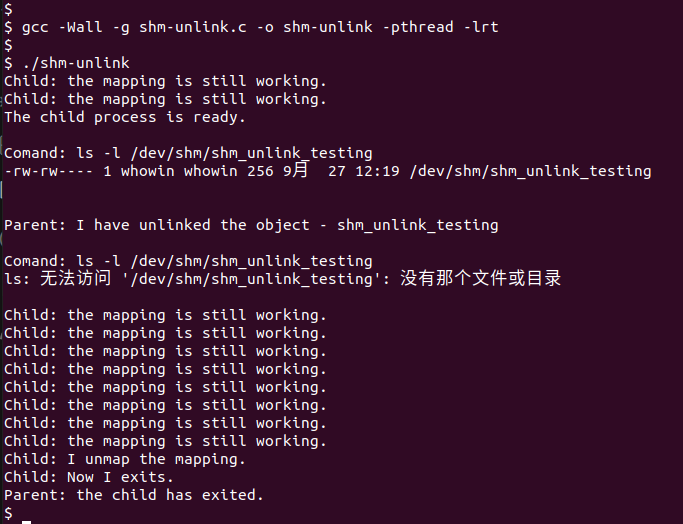 $
$ gcc -Wall -g shm-unlink.c -o shm-unlink -pthread -lrt
$
$ ./shm-unlink
Child: the mapping is still working.
Child: the mapping is still working.
The child process is ready.
Comand: ls -l /dev/shm/shm_unlink_testing
-rw-rw---- 1 whowin whowin 256 9月  27 12:19 /dev/shm/shm_unlink_testing
Parent: I have unlinked the object - shm_unlink_testing
Comand: ls -l /dev/shm/shm_unlink_testing
ls: 无法访问 '/dev/shm/shm_unlink_testing': 没有那个文件或目录
Child: the mapping is still working.
Child: the mapping is still working.
Child: the mapping is still working.
Child: the mapping is still working.
Child: the mapping is still working.
Child: the mapping is still working.
Child: the mapping is still working.
Child: the mapping is still working.
Child: I unmap the mapping.
Child: Now I exits.
Parent: the child has exited.
$